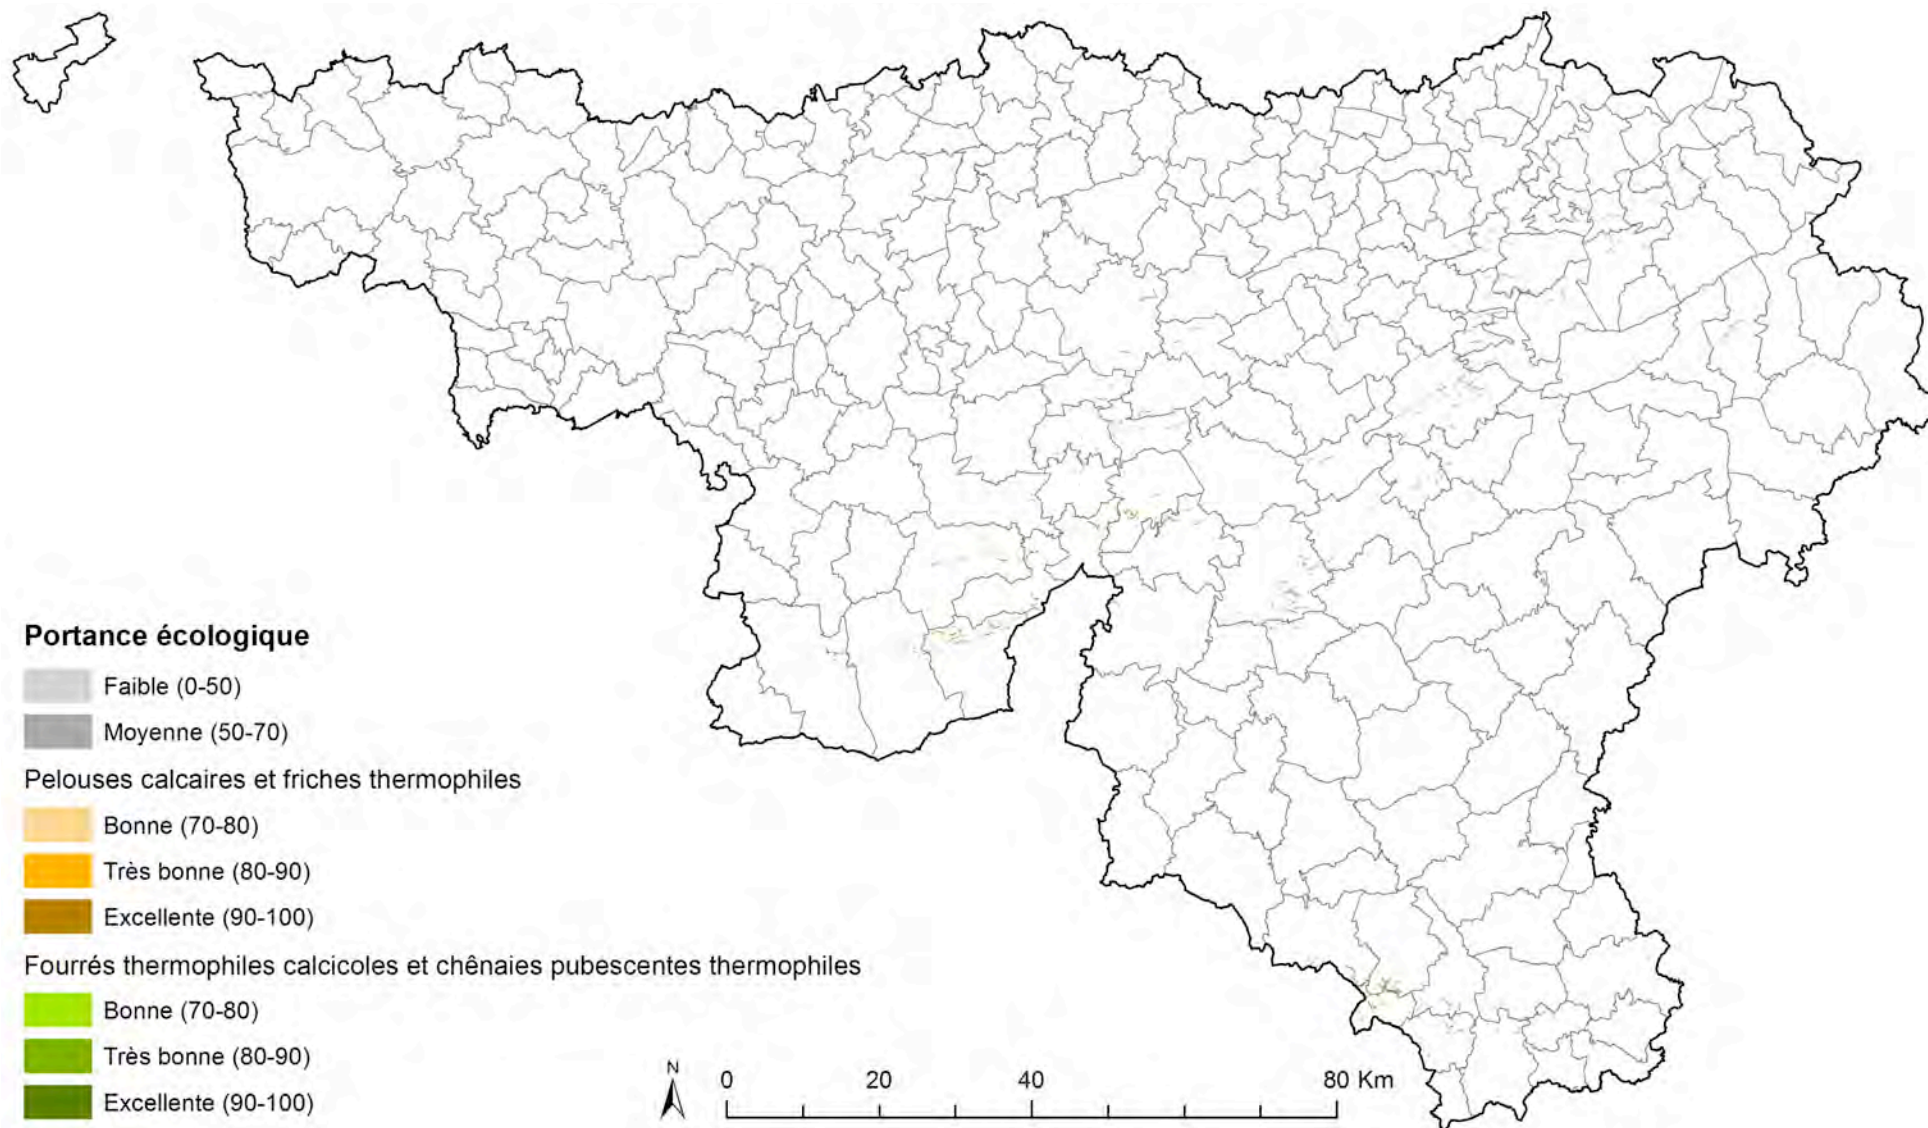 Portance écologique
Faible (0-50)
Moyenne (50-70)
Pelouses calcaires et friches thermophiles
Bonne (70-80)
Très bonne (80-90)
Excellente (90-100)
Fourrés thermophiles calcicoles et chênaies pubescentes thermophiles
Bonne (70-80)
Très bonne (80-90)
Excellente (90-100)
N
0 20 40 80 Km